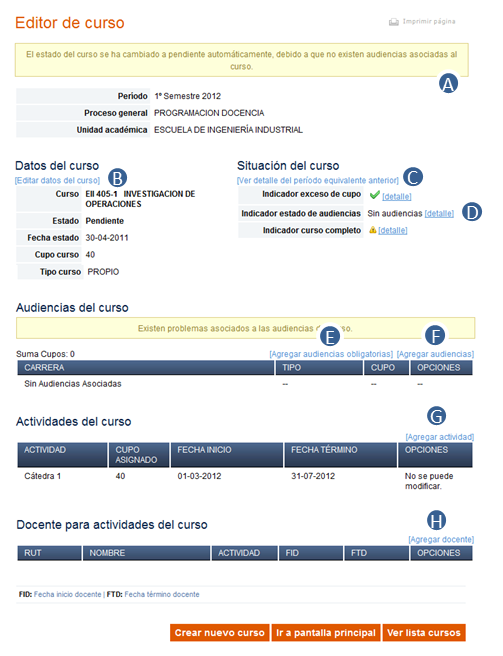 Editor de curso
Imprimir página
El estado del curso se ha cambiado a pendiente automáticamente, debido a que no existen audiencias asociadas al
curso.
A
Periodo 1º Semestre 2012
Proceso general PROGRAMACION DOCENCIA
Unidad académica ESCUELA DE INGENIERÍA INDUSTRIAL
Datos del curso
[Editar datos del curso] B
Curso EII 405-1 INVESTIGACION DE
OPERACIONES
Estado Pendiente
Fecha estado 30-04-2011
Cupo curso 40
Tipo curso PROPIO
Situación del curso
[Ver detalle del período equivalente anterior] C
Indicador exceso de cupo [detalle]
Indicador estado de audiencias Sin audiencias [detalle] D
Indicador curso completo [detalle]
Audiencias del curso
Existen problemas asociados a las audiencias curso.
E F
Suma Cupos: 0 [Agregar audiencias obligatorias] [Agregar audiencias]
CARRERA TIPO CUPO OPCIONES
Sin Audiencias Asociadas -- -- --
Actividades del curso
G
[Agregar actividad]
ACTIVIDAD CUPO ASIGNADO FECHA INICIO FECHA TÉRMINO OPCIONES
Cátedra 1 40 01-03-2012 31-07-2012 No se puede
modificar.
Docente para actividades del curso
H
[Agregar docente]
RUT NOMBRE ACTIVIDAD FID FTD OPCIONES
FID: Fecha inicio docente | FTD: Fecha término docente
Crear nuevo curso Ir a pantalla principal Ver lista cursos